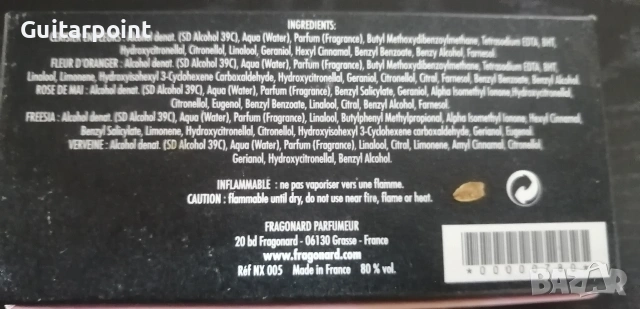 Guitarpoint
INGREDIENTS:
Alcohol denat. (SD Alcohol 39C), Aqua (Water), Parfum (Fragrance), Butyl Methoxydibenzoylmethane, Tetrasodium EDTA, BHT,
Hydroxycitronellal, Citronellol, Linalool, Geraniol, Hexyl Cinnamal, Benzyl Benzoate, Benzy Alcohol, Farnesol.
FLEUR D'ORANGER : Alcohol denat. (SD Alcohol 39C), Aqua (Water), Parfum (Fragrance), Butyl Methoxydibenzoylmethane, Tetrasodium EDTA, BHT,
Linalool, Limonene, Hydroxyisohexyl 3-Cyclohexene Carboxaldehyde, Hydroxycitronellal, Geraniol, Citronellol, Citral, Farnesol, Benzyl Benzoate, Benzyl Alcohol.
ROSE DE MAI : Alcohol denat. (SD Alcohol 39C), Aqua (Water), Parfum (Fragrance), Benzyl Salicylate, Geraniol, Alpha Isomethyl Ionone,Hydroxycitronellal,
Citronellol, Eugenol, Benzyl Benzoate, Linalool, Citral, Benzyl Alcohol, Farnesol.
FREESIA : Alcohol denat. (SD Alcohol 39C), Aqua (Water), Parfum (Fragrance), Linalool, Butylphenyl Methylpropional, Alpha Isomethyl Ionone, Hexyl Cinnamal,
Benzyl Salicylate, Limonene, Hydroxycitronellal, Citronellol, Hydroxyisohexyl 3-Cyclohexene carboxaldehyde, Gerianol, Eugenol.
VERVEINE : Alcohol denat. (SD Alcohol 39C), Aqua (Water), Parfum (Fragrance), Linalool, Citral, Limonene, Amyl Cinnamal, Citronellol,
Gerianol, Hydroxycitronellal, Benzyl Alcohol.
INFLAMMABLE : ne pas vaporiser vers une flamme.
CAUTION : flammable until dry, do not use near fire, flame or heat.
FRAGONARD PARFUMEUR
20 bd Fragonard - 06130 Grasse - France
www.fragonard.com
Réf NX 005 Made in France 80 % vol.
bazar.bg